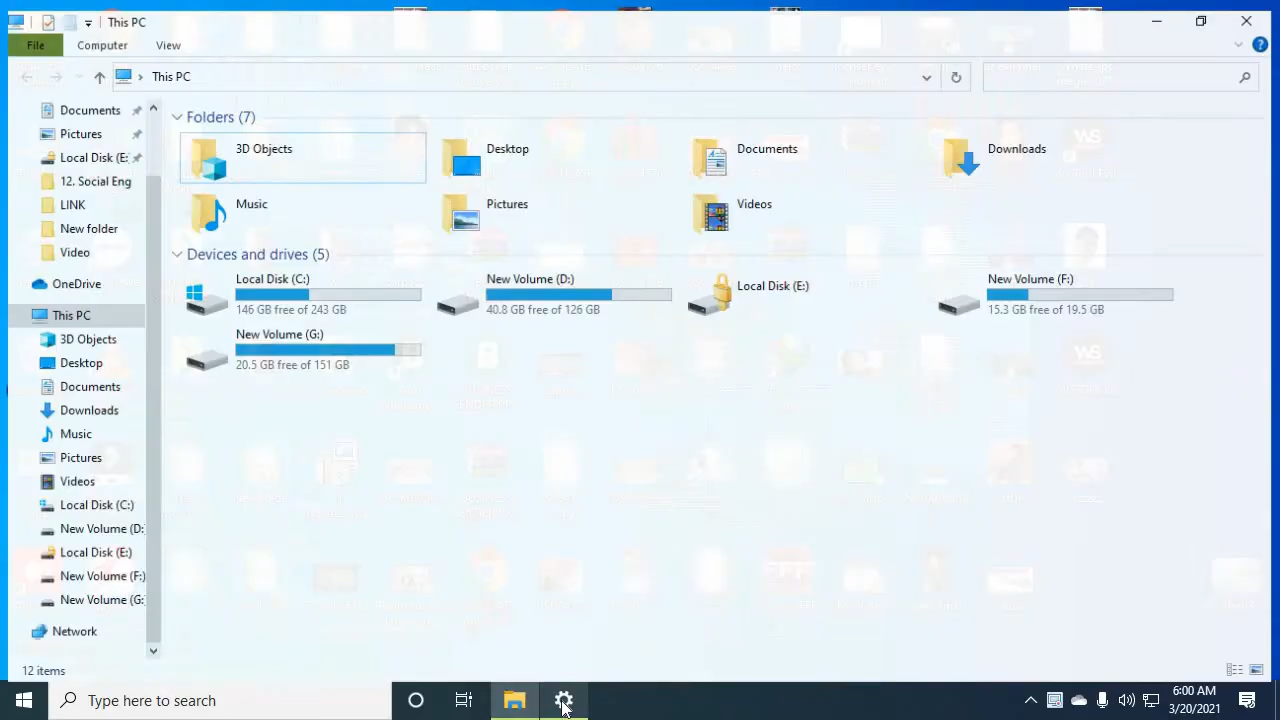 This PC
File
Computer
View
This PC
Documents
Pictures
Local Disk (E:
12. Social Eng
LINK
New folder
Video
OneDrive
This PC
3D Objects
Desktop
Documents
Downloads
Music
Pictures
Videos
Local Disk (C:)
New Volume (D:
Local Disk (E:)
New Volume (F:)
New Volume (G:
Network
Folders (7)
3D Objects
Desktop
Documents
Downloads
Music
Pictures
Videos
Devices and drives (5)
Local Disk (C:)
146 GB free of 243 GB
New Volume (D:)
40.8 GB free of 126 GB
Local Disk (E:)
New Volume (F:)
15.3 GB free of 19.5 GB
New Volume (G:)
20.5 GB free of 151 GB
12 items
Type here to search
6:00 AM
3/20/2021